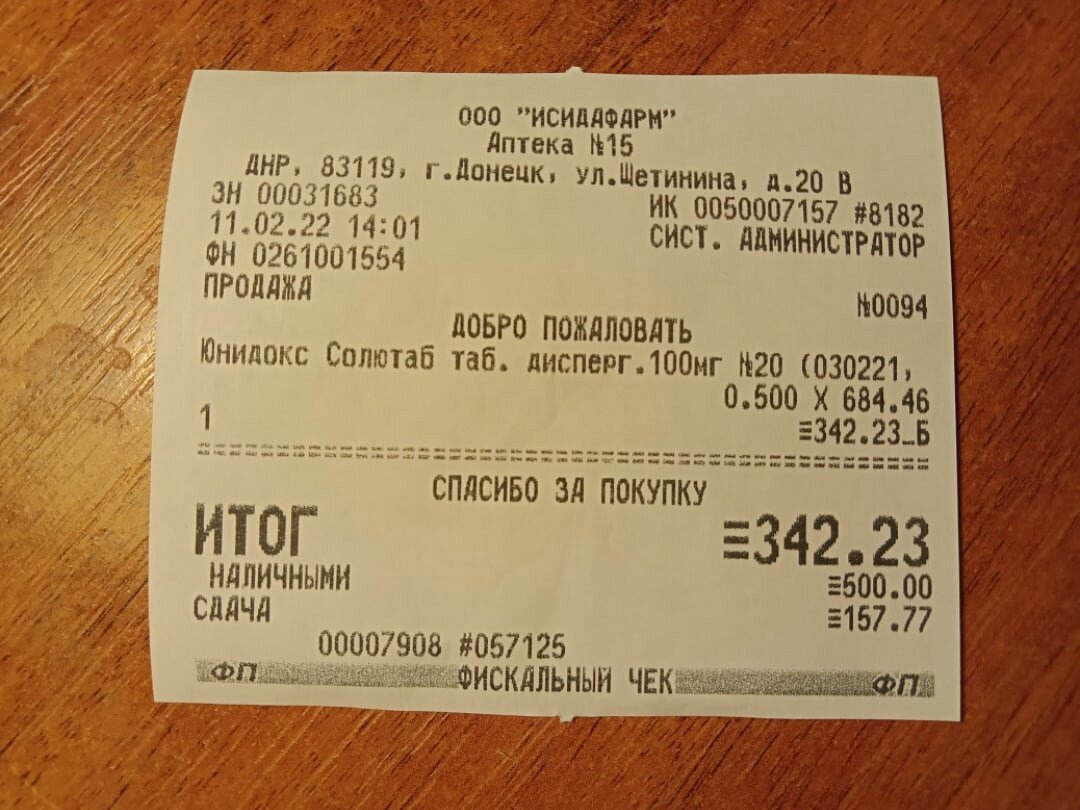 ООО "ИСИДАФАРМ"
Аптека №15
ДНР, 83119, г.Донецк, ул.Щетинина, д.20 В
ЗН 00031683
ИК 0050007157 #8182
11.02.22 14:01
СИСТ. АДМИНИСТРАТОР
ФН 0261001554
ПРОДАЖА
№0094
ДОБРО ПОЖАЛОВАТЬ
Юнидокс Солютаб таб. дисперг.100мг №20 (030221,
0.500 X 684.46
1
≡342.23_Б
СПАСИБО ЗА ПОКУПКУ
ИТОГ ≡342.23
НАЛИЧНЫМИ ≡500.00
СДАЧА ≡157.77
00007908 #057125
ФП ФИСКАЛЬНЫЙ ЧЕК ФП